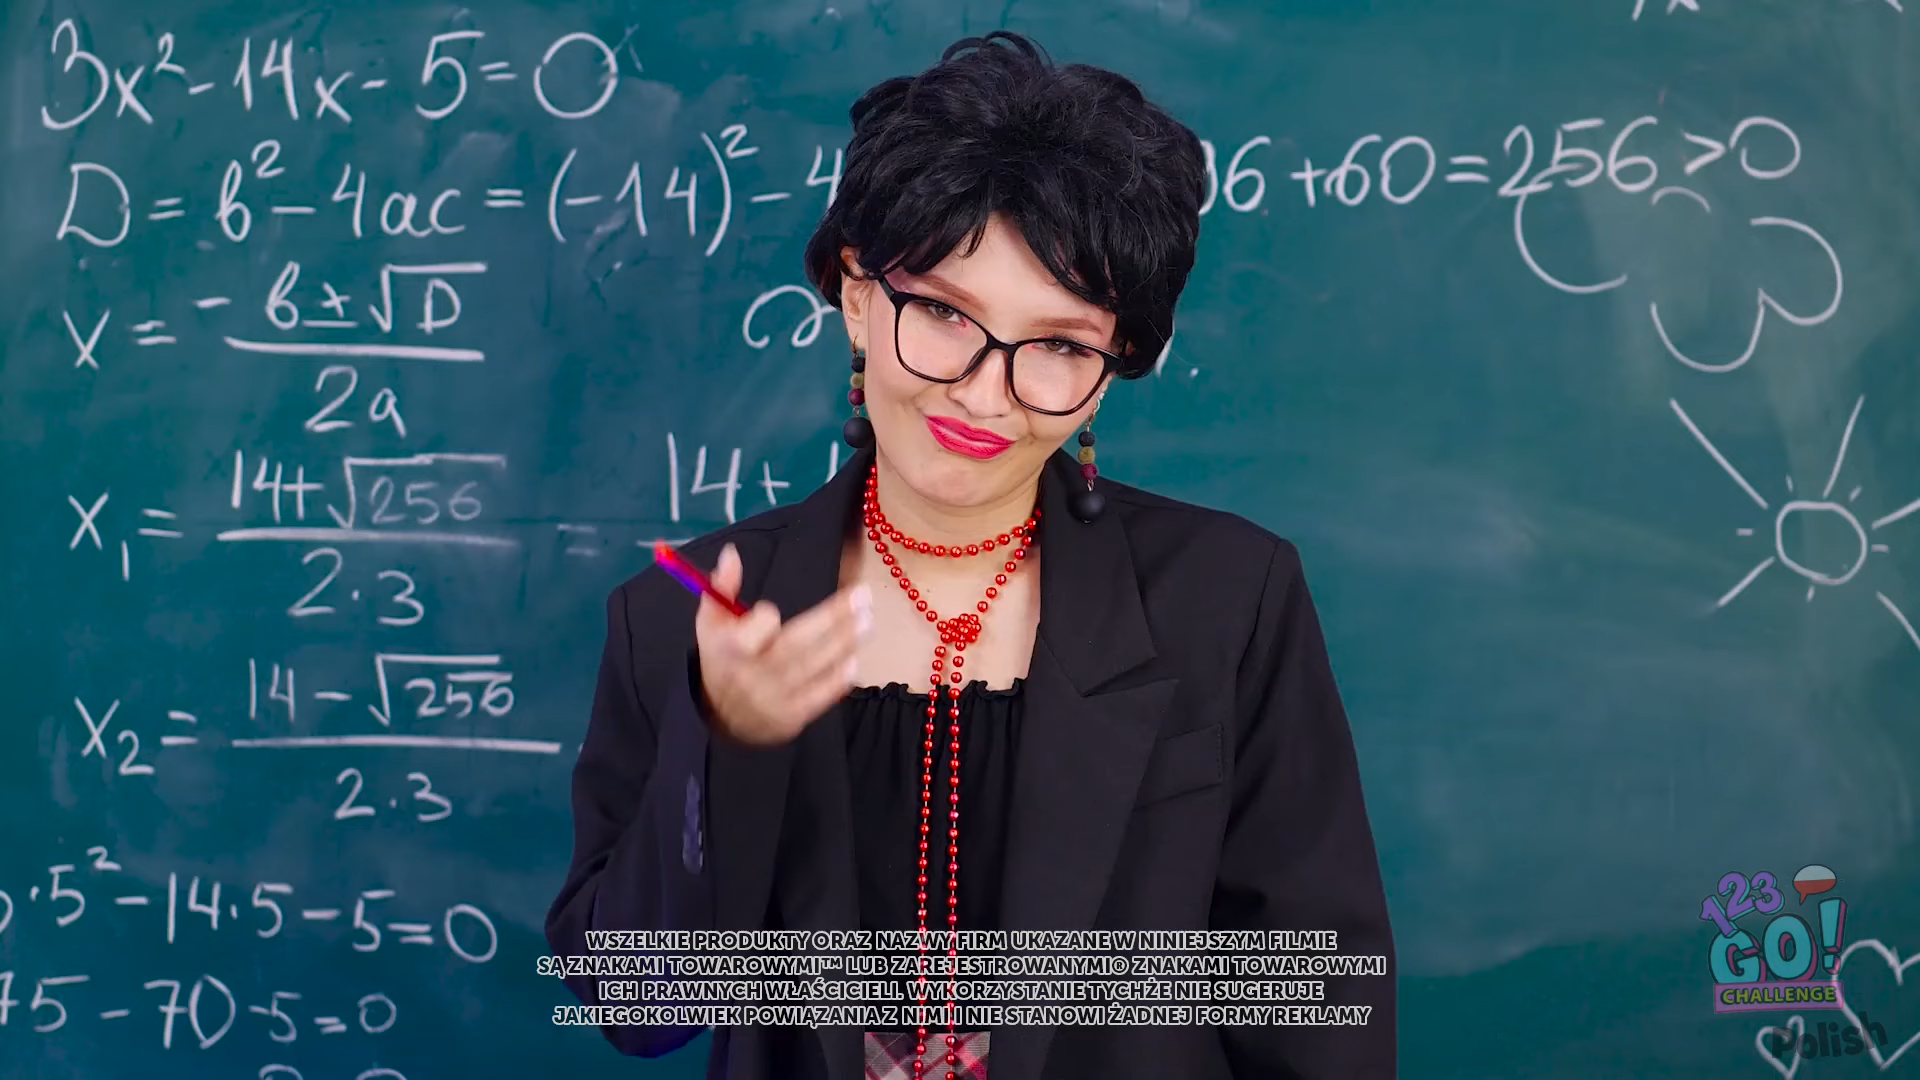 3x² - 14x - 5 = 0
D = b² - 4ac = (-14)² - 4
96 + 60 = 256 > 0
x = -b ± √D / 2a
x₁ = 14 + √256 / 2·3 = 14 +
x₂ = 14 - √256 / 2·3
·5² - 14·5 - 5 = 0
75 - 70 - 5 = 0
WSZELKIE PRODUKTY ORAZ NAZWY FIRM UKAZANE W NINIEJSZYM FILMIE
SĄ ZNAKAMI TOWAROWYMI™ LUB ZAREJESTROWANYMI® ZNAKAMI TOWAROWYMI
ICH PRAWNYCH WŁAŚCICIELI. WYKORZYSTANIE TYCHŻE NIE SUGERUJE
JAKIEGOKOLWIEK POWIĄZANIA Z NIMI I NIE STANOWI ŻADNEJ FORMY REKLAMY
123
GO!
CHALLENGE
Polish